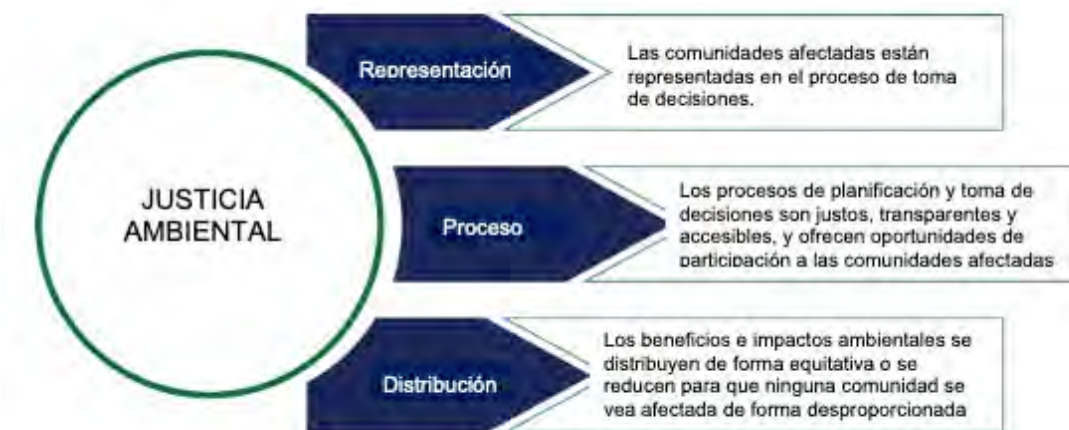 JUSTICIA
AMBIENTAL
Representación
Las comunidades afectadas están
representadas en el proceso de toma
de decisiones.
Proceso
Los procesos de planificación y toma de
decisiones son justos, transparentes y
accesibles, y ofrecen oportunidades de
participación a las comunidades afectadas
Distribución
Los beneficios e impactos ambientales se
distribuyen de forma equitativa o se
reducen para que ninguna comunidad se
vea afectada de forma desproporcionada